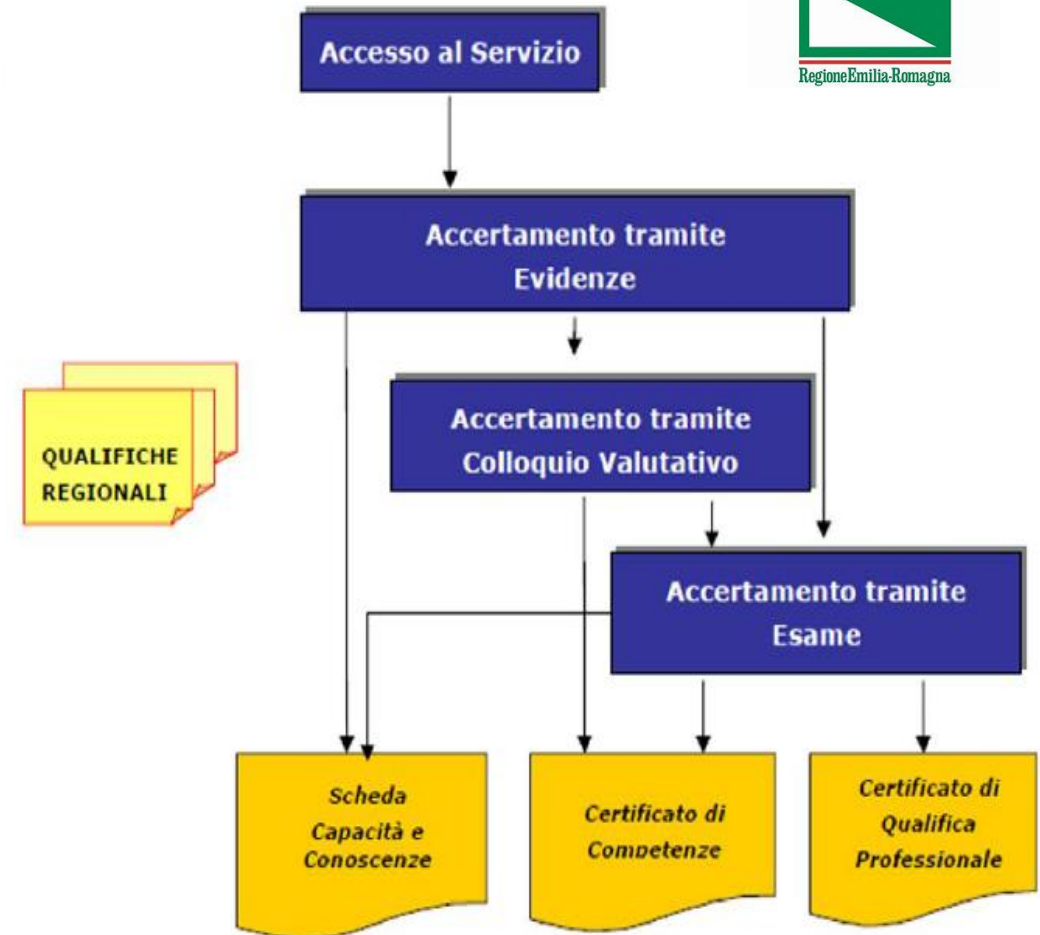 Accesso al Servizio
RegioneEmilia-Romagna
Accertamento tramite
Evidenze
Accertamento tramite
Colloquio Valutativo
QUALIFICHE
REGIONALI
Accertamento tramite
Esame
Scheda
Capacità e
Conoscenze
Certificato di
Competenze
Certificato di
Qualifica
Professionale